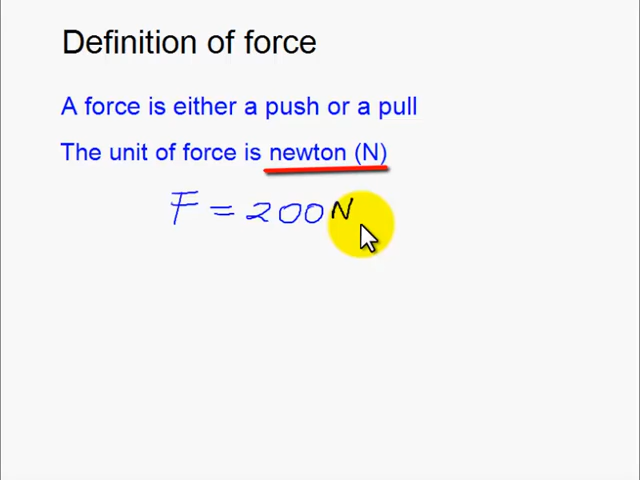 Definition of force
A force is either a push or a pull
The unit of force is newton (N)
F = 200N